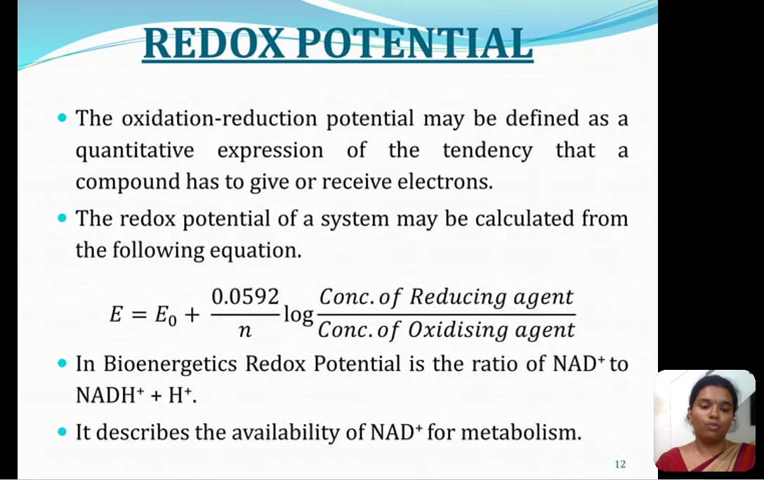 REDOX POTENTIAL
• The oxidation-reduction potential may be defined as a
quantitative expression of the tendency that a
compound has to give or receive electrons.
• The redox potential of a system may be calculated from
the following equation.
E = E₀ + 0.0592/n log Conc. of Reducing agent/Conc. of Oxidising agent
• In Bioenergetics Redox Potential is the ratio of NAD⁺ to
NADH⁺ + H⁺.
• It describes the availability of NAD⁺ for metabolism.
12